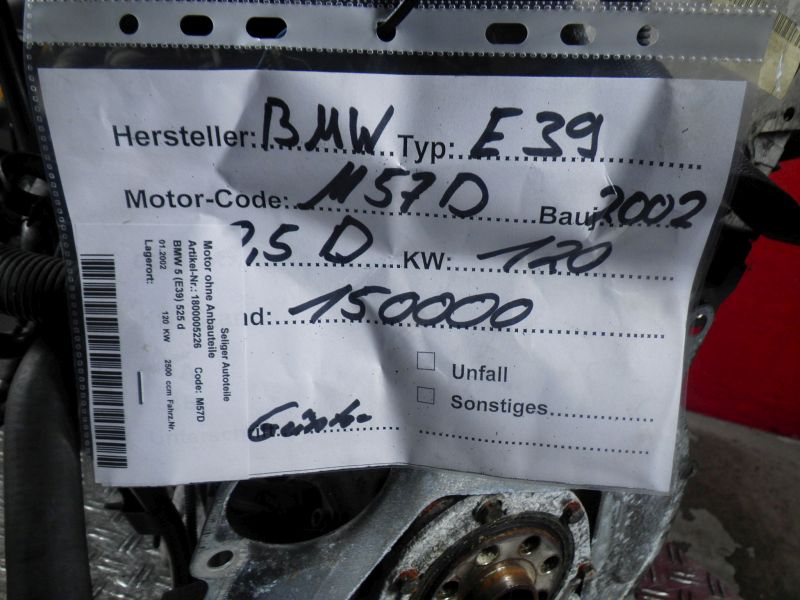 Hersteller: BMW Typ: E39
Motor-Code: M57D Bauj. 2002
,5 D KW: 120
nd: 150000
Unfall
Sonstiges
Seliger Autoteile
Motor ohne Anbauteile
Artikel-Nr.: 1800005226 Code: M57D
BMW 5 (E39) 525 d
01.2002 120 KW 2500 ccm Fahrz.Nr.
Lagerort: